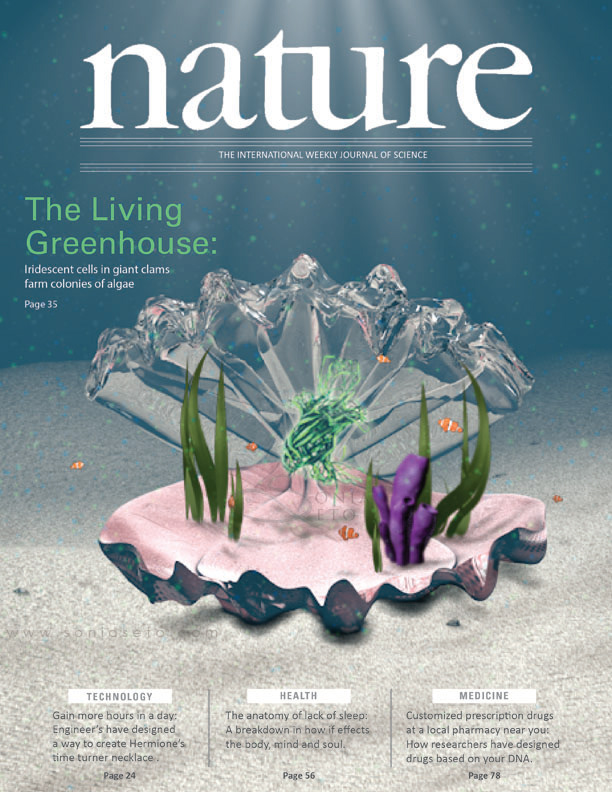 nature
THE INTERNATIONAL WEEKLY JOURNAL OF SCIENCE
The Living
Greenhouse:
Iridescent cells in giant clams
farm colonies of algae
Page 35
www.soniaseto.com
TECHNOLOGY
Gain more hours in a day:
Engineer's have designed
a way to create Hermione's
time turner necklace .
Page 24
HEALTH
The anatomy of lack of sleep:
A breakdown in how if effects
the body, mind and soul.
Page 56
MEDICINE
Customized prescription drugs
at a local pharmacy near you:
How researchers have designed
drugs based on your DNA.
Page 78